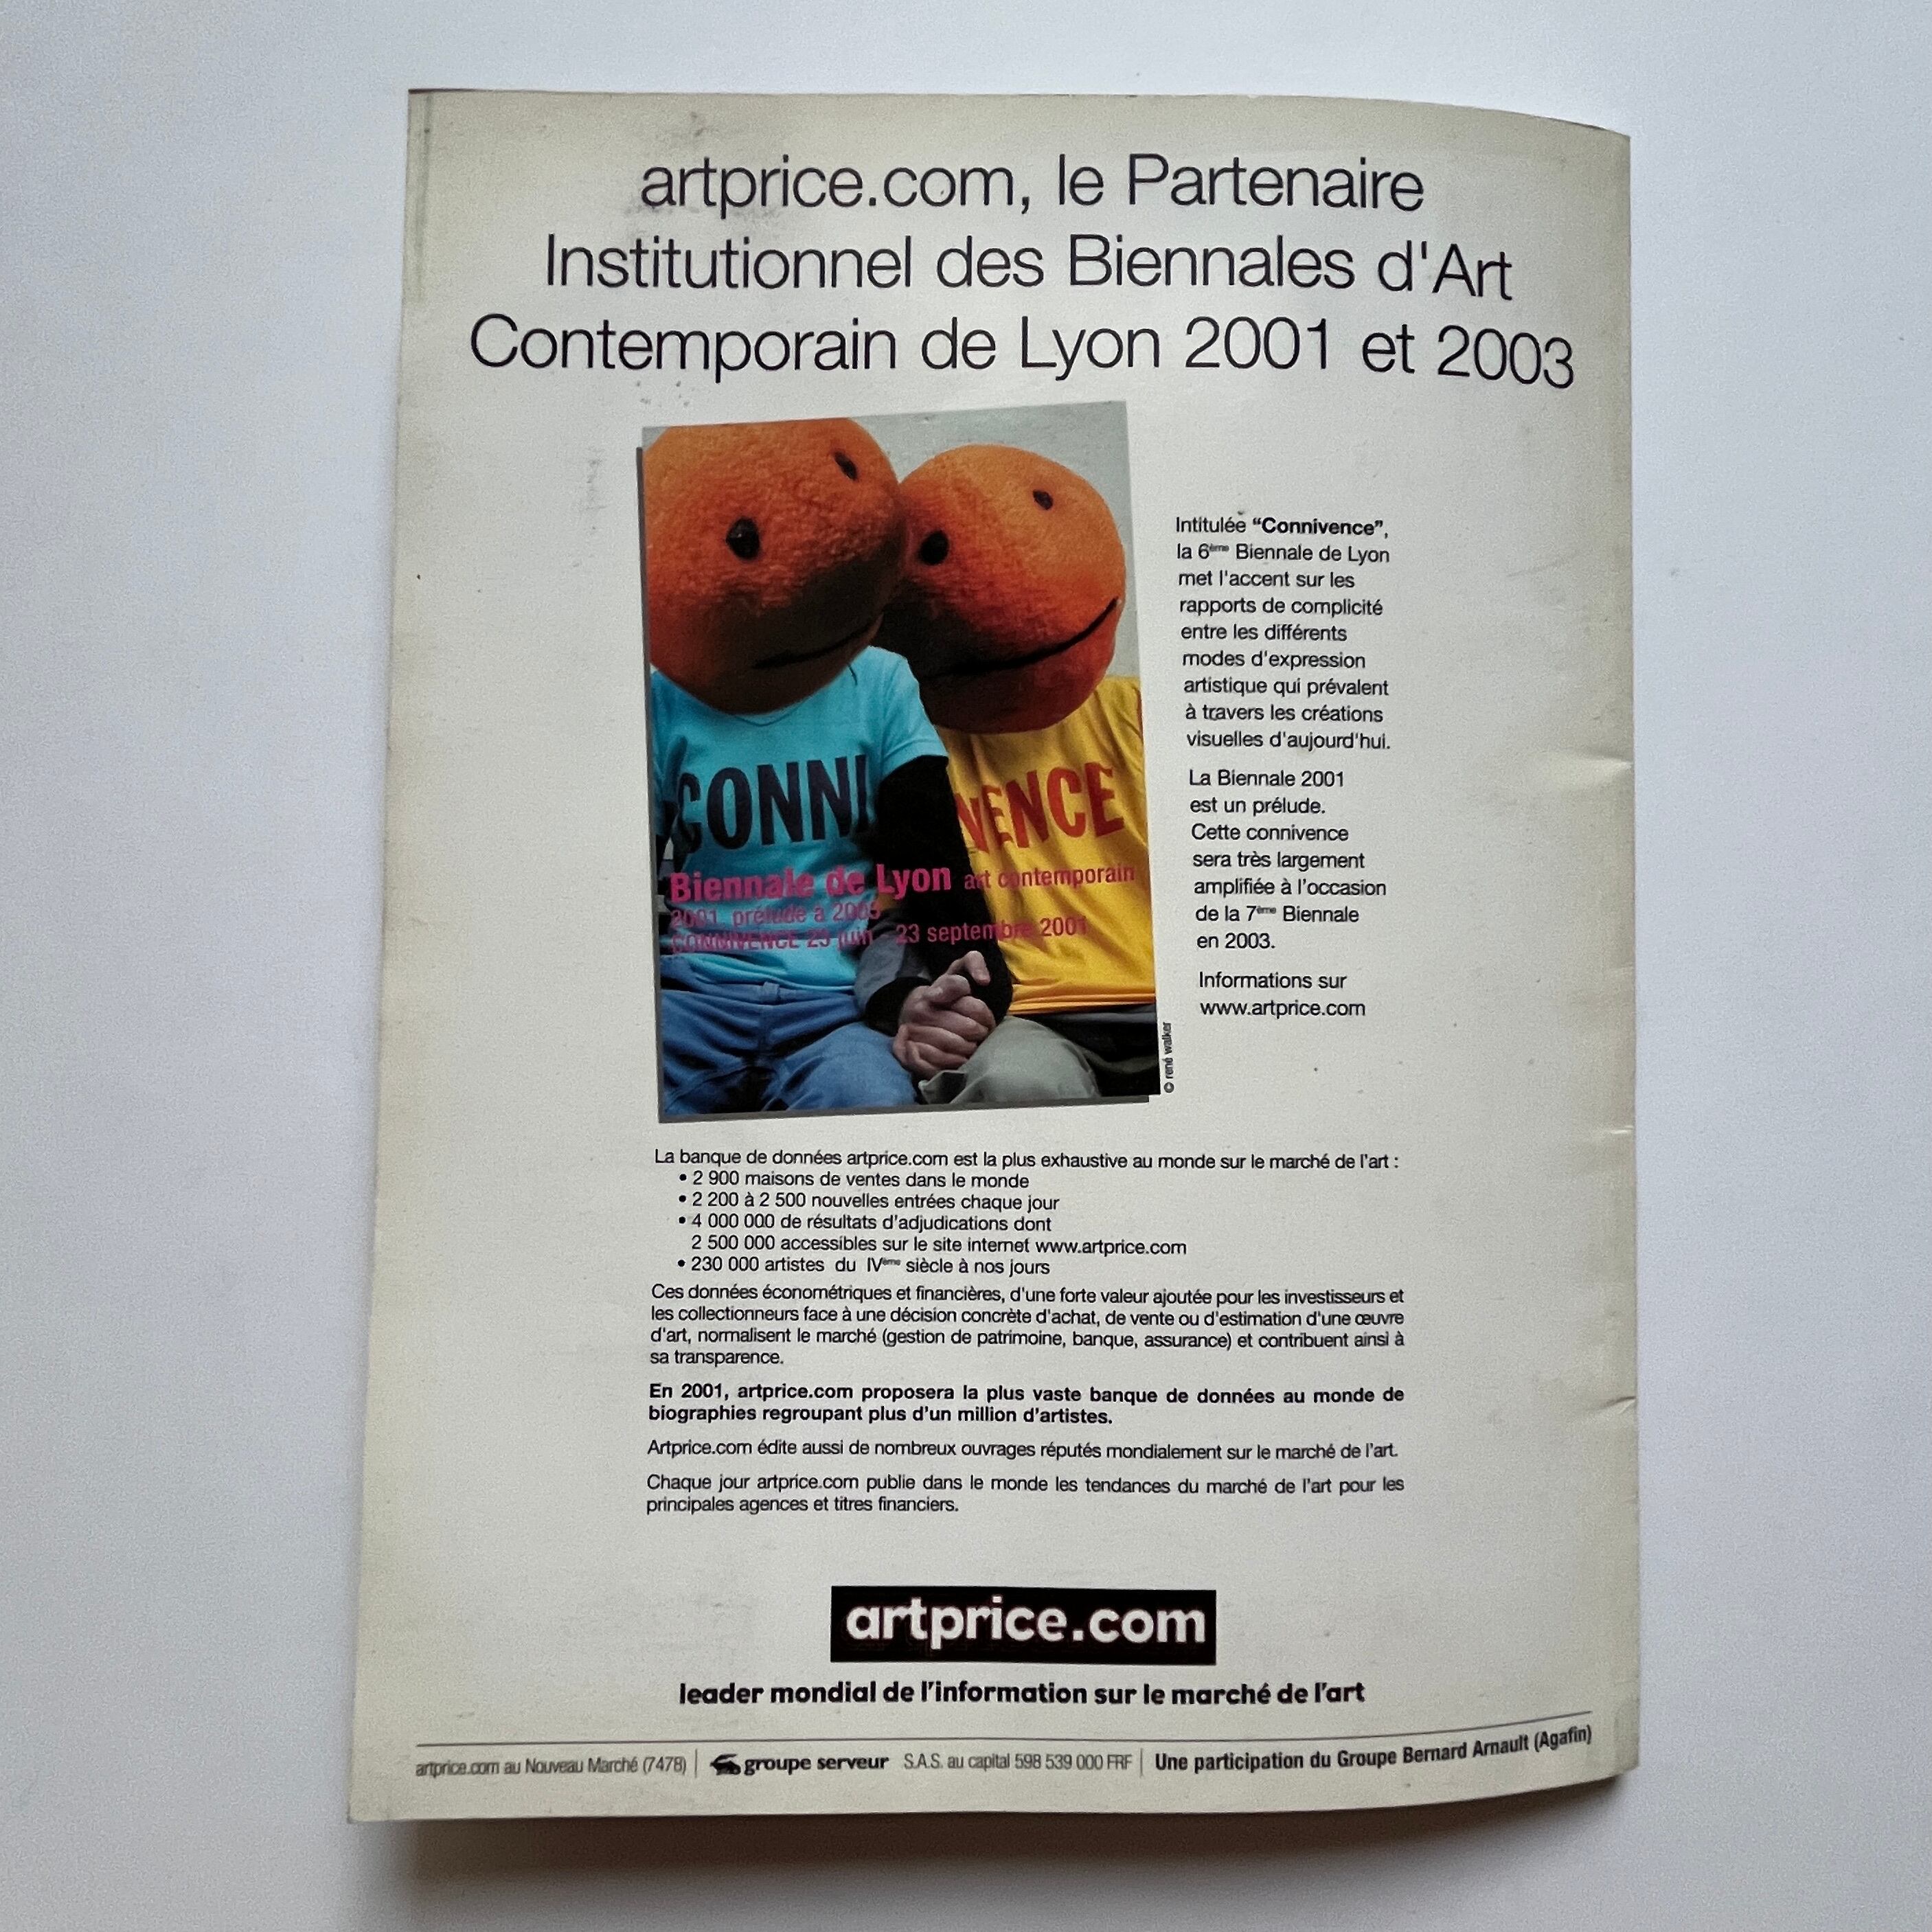 artprice.com, le Partenaire
Institutionnel des Biennales d'Art
Contemporain de Lyon 2001 et 2003
CONNI
VENCE
Biennale de Lyon art contemporain
2001 prélude à 2003
CONNIVENCE 23 juin 23 septembre 2001
© rené walker
Intitulée “Connivence”,
la 6ème Biennale de Lyon
met l'accent sur les
rapports de complicité
entre les différents
modes d'expression
artistique qui prévalent
à travers les créations
visuelles d'aujourd'hui.
La Biennale 2001
est un prélude.
Cette connivence
sera très largement
amplifiée à l'occasion
de la 7ème Biennale
en 2003.
Informations sur
www.artprice.com
La banque de données artprice.com est la plus exhaustive au monde sur le marché de l'art :
• 2 900 maisons de ventes dans le monde
• 2 200 à 2 500 nouvelles entrées chaque jour
• 4 000 000 de résultats d'adjudications dont
2 500 000 accessibles sur le site internet www.artprice.com
• 230 000 artistes du IVème siècle à nos jours
Ces données économétriques et financières, d'une forte valeur ajoutée pour les investisseurs et
les collectionneurs face à une décision concrète d'achat, de vente ou d'estimation d'une œuvre
d'art, normalisent le marché (gestion de patrimoine, banque, assurance) et contribuent ainsi à
sa transparence.
En 2001, artprice.com proposera la plus vaste banque de données au monde de
biographies regroupant plus d'un million d'artistes.
Artprice.com édite aussi de nombreux ouvrages réputés mondialement sur le marché de l'art.
Chaque jour artprice.com publie dans le monde les tendances du marché de l'art pour les
principales agences et titres financiers.
artprice.com
leader mondial de l'information sur le marché de l'art
artprice.com au Nouveau Marché (7478) | groupe serveur S.A.S. au capital 598 539 000 FRF | Une participation du Groupe Bernard Arnault (Agafin)